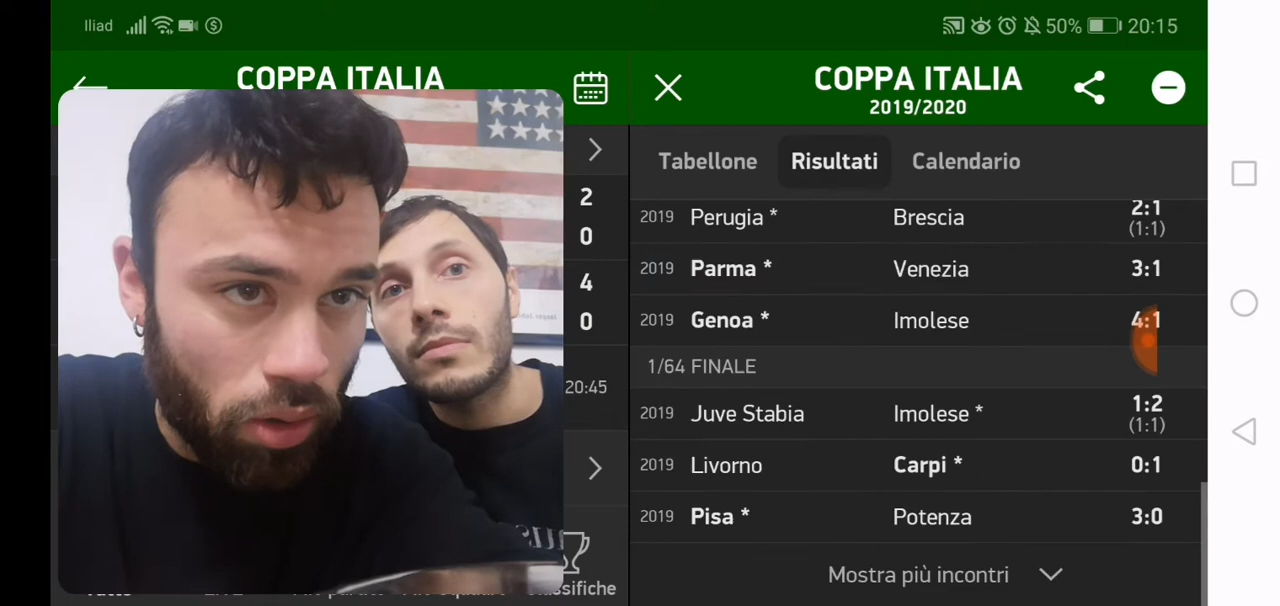 Iliad
50% 20:15
COPPA ITALIA
2
0
4
0
20:45
COPPA ITALIA
2019/2020
Tabellone Risultati Calendario
2019 Perugia * Brescia 2:1
(1:1)
2019 Parma * Venezia 3:1
2019 Genoa * Imolese 4:1
1/64 FINALE
2019 Juve Stabia Imolese * 1:2
(1:1)
2019 Livorno Carpi * 0:1
2019 Pisa * Potenza 3:0
Mostra più incontri